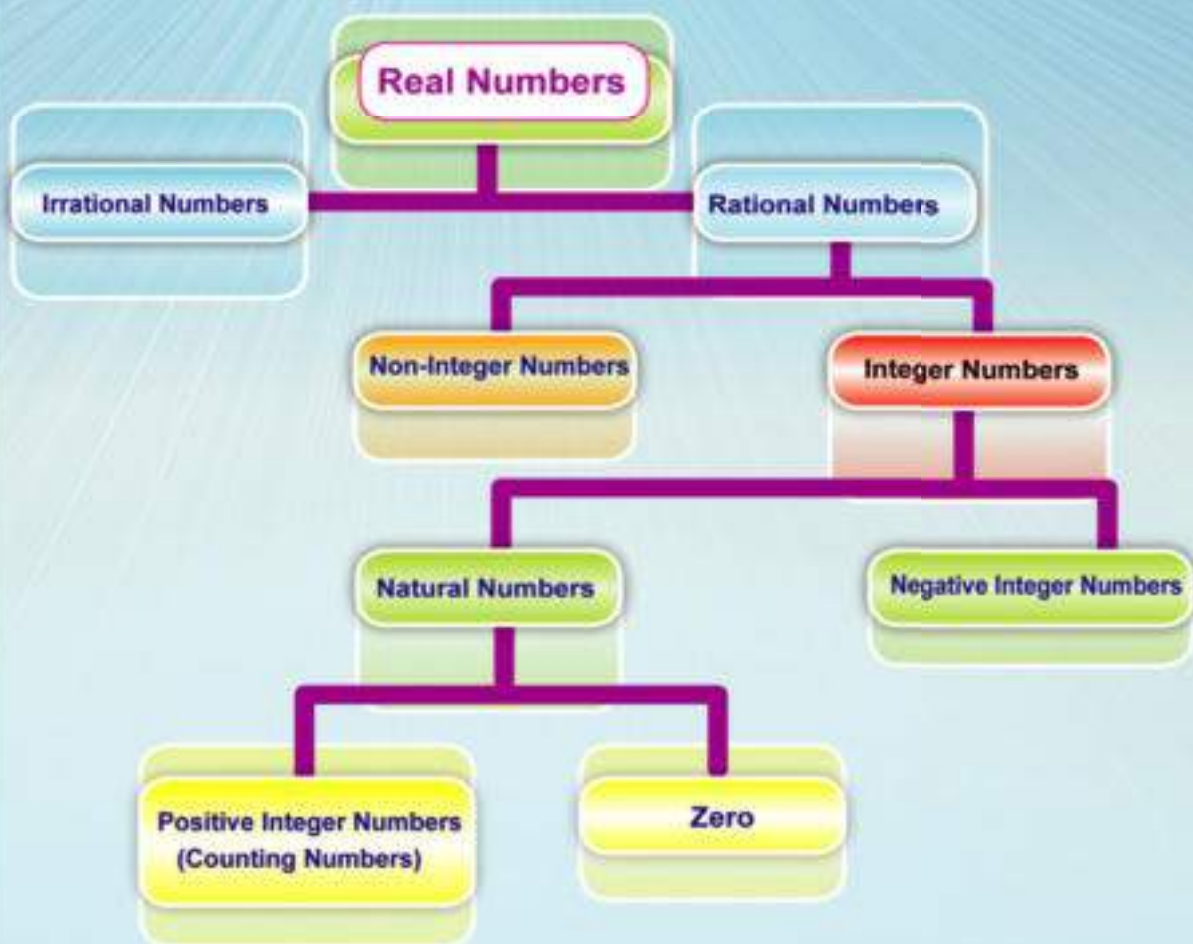 Real Numbers
Irrational Numbers
Rational Numbers
Non-Integer Numbers
Integer Numbers
Natural Numbers
Negative Integer Numbers
Positive Integer Numbers
(Counting Numbers)
Zero